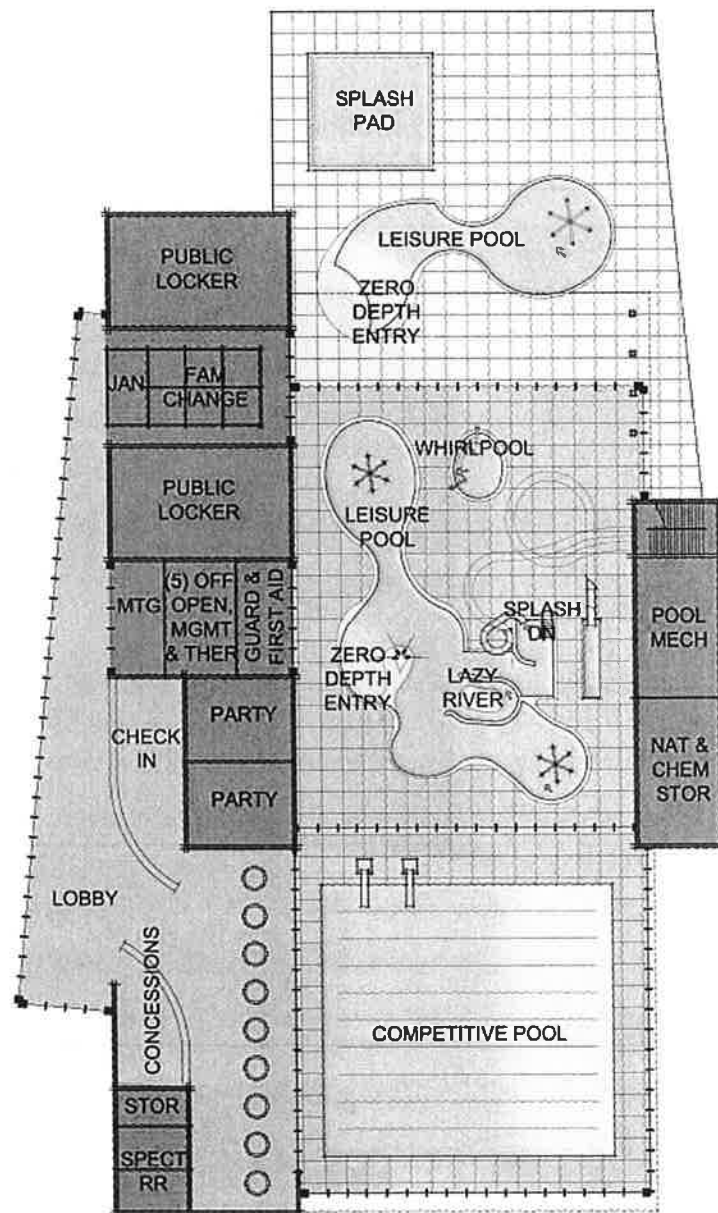 SPLASH
PAD
LEISURE POOL
PUBLIC
LOCKER
ZERO
DEPTH
ENTRY
JAN
FAM
CHANGE
WHIRLPOOL
PUBLIC
LOCKER
LEISURE
POOL
MTG
(5) OFF
OPEN,
MGMT
& THER
GUARD &
FIRST AID
SPLASH
DN
POOL
MECH
ZERO
DEPTH
ENTRY
LAZY
RIVER
PARTY
CHECK
IN
PARTY
NAT &
CHEM
STOR
LOBBY
CONCESSIONS
COMPETITIVE POOL
STOR
SPECT
RR